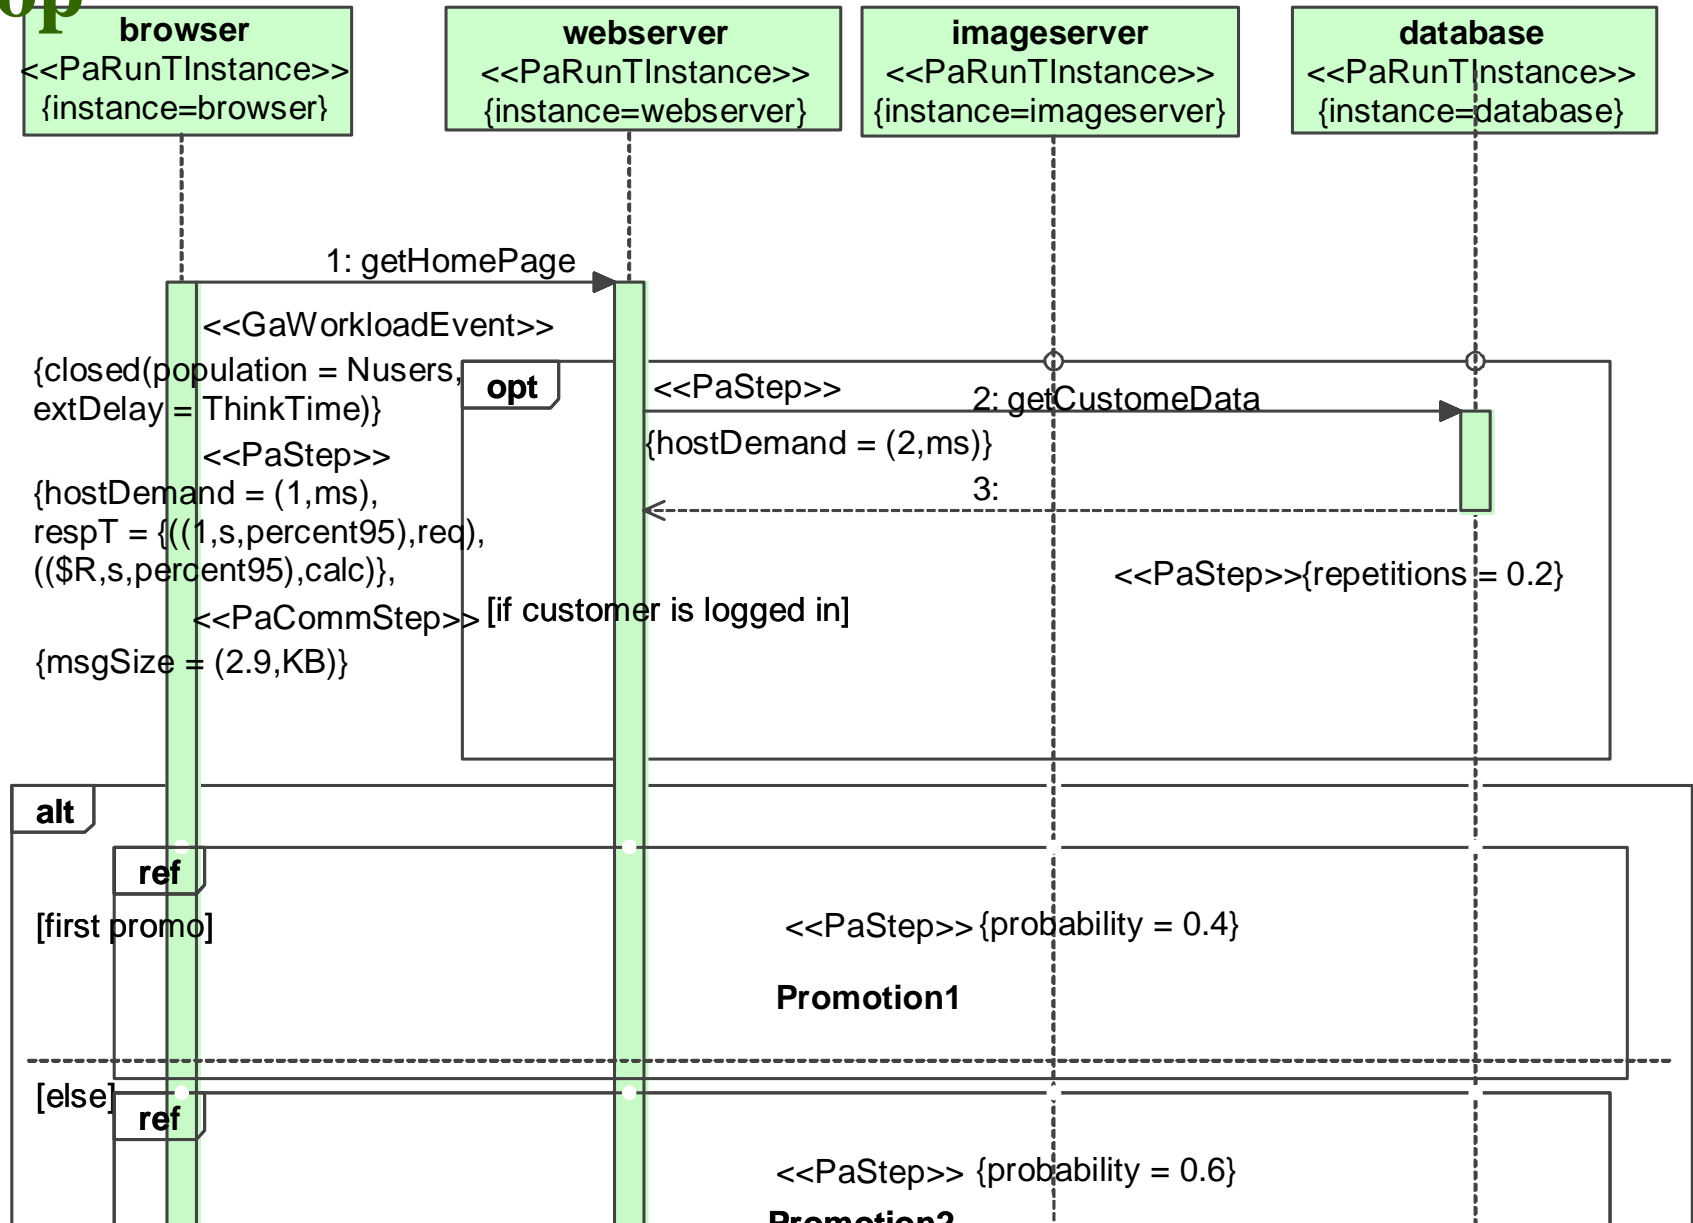 op
browser
<<PaRunTInstance>>
{instance=browser}
webserver
<<PaRunTInstance>>
{instance=webserver}
imageserver
<<PaRunTInstance>>
{instance=imageserver}
database
<<PaRunTInstance>>
{instance=database}
1: getHomePage
<<GaWorkloadEvent>>
{closed(population = Nusers,
extDelay = ThinkTime)}
<<PaStep>>
{hostDemand = (1,ms),
respT = {((1,s,percent95),req),
(($R,s,percent95),calc)},
<<PaCommStep>>
{msgSize = (2.9,KB)}
opt
<<PaStep>>
2: getCustomeData
{hostDemand = (2,ms)}
3:
<<PaStep>>{repetitions = 0.2}
[if customer is logged in]
alt
ref
[first promo]
<<PaStep>> {probability = 0.4}
Promotion1
[else]
ref
<<PaStep>> {probability = 0.6}
Promotion2